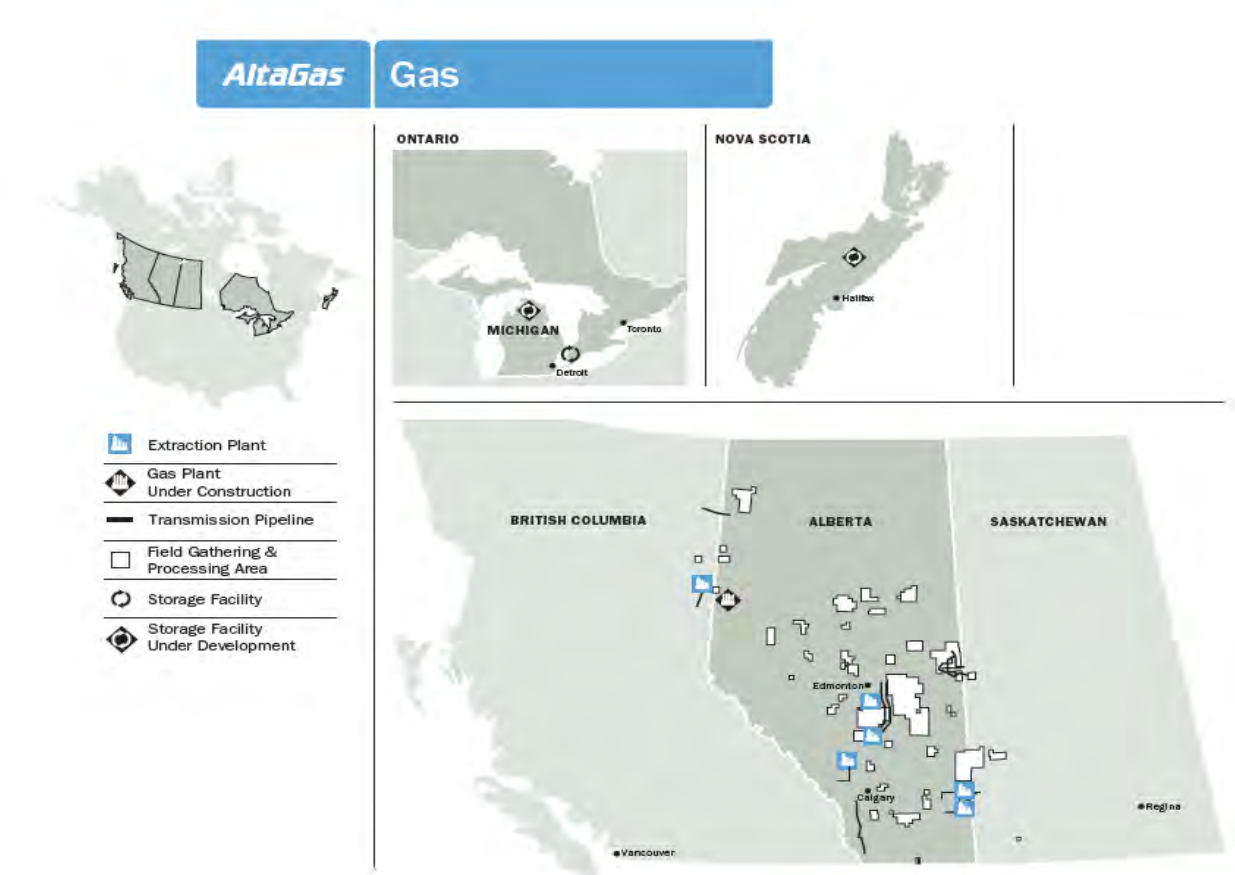 AltaGas
Gas
ONTARIO
MICHIGAN
Toronto
Detroit
NOVA SCOTIA
Halifax
Extraction Plant
Gas Plant
Under Construction
Transmission Pipeline
Field Gathering &
Processing Area
Storage Facility
Storage Facility
Under Development
BRITISH COLUMBIA
ALBERTA
SASKATCHEWAN
Edmonton
Calgary
Regina
Vancouver